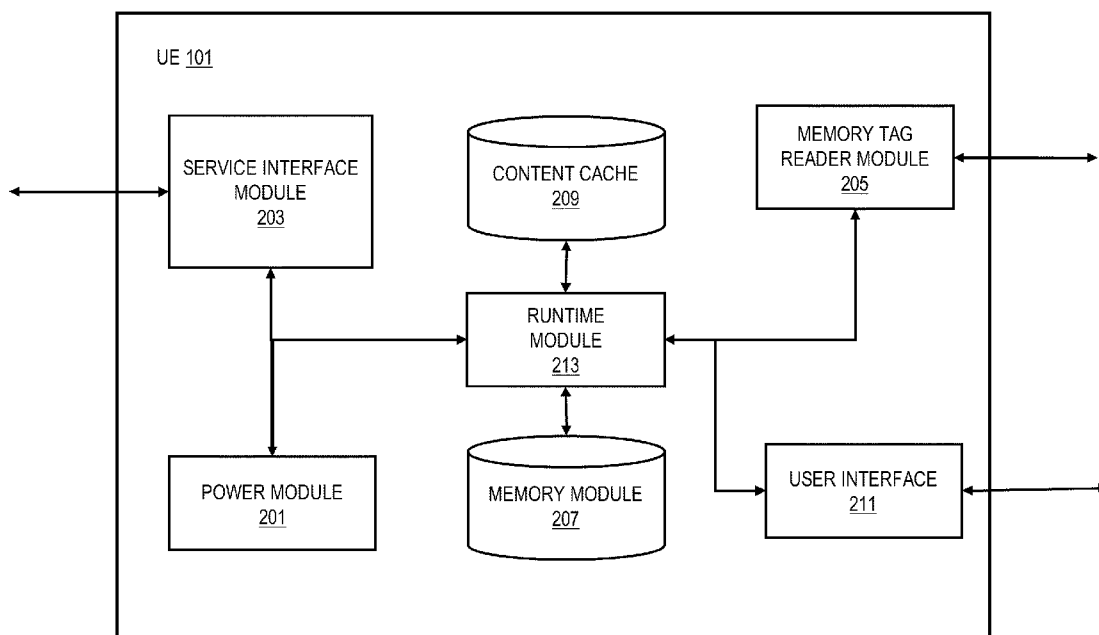 UE 101
SERVICE INTERFACE
MODULE
203
CONTENT CACHE
209
MEMORY TAG
READER MODULE
205
RUNTIME
MODULE
213
POWER MODULE
201
MEMORY MODULE
207
USER INTERFACE
211